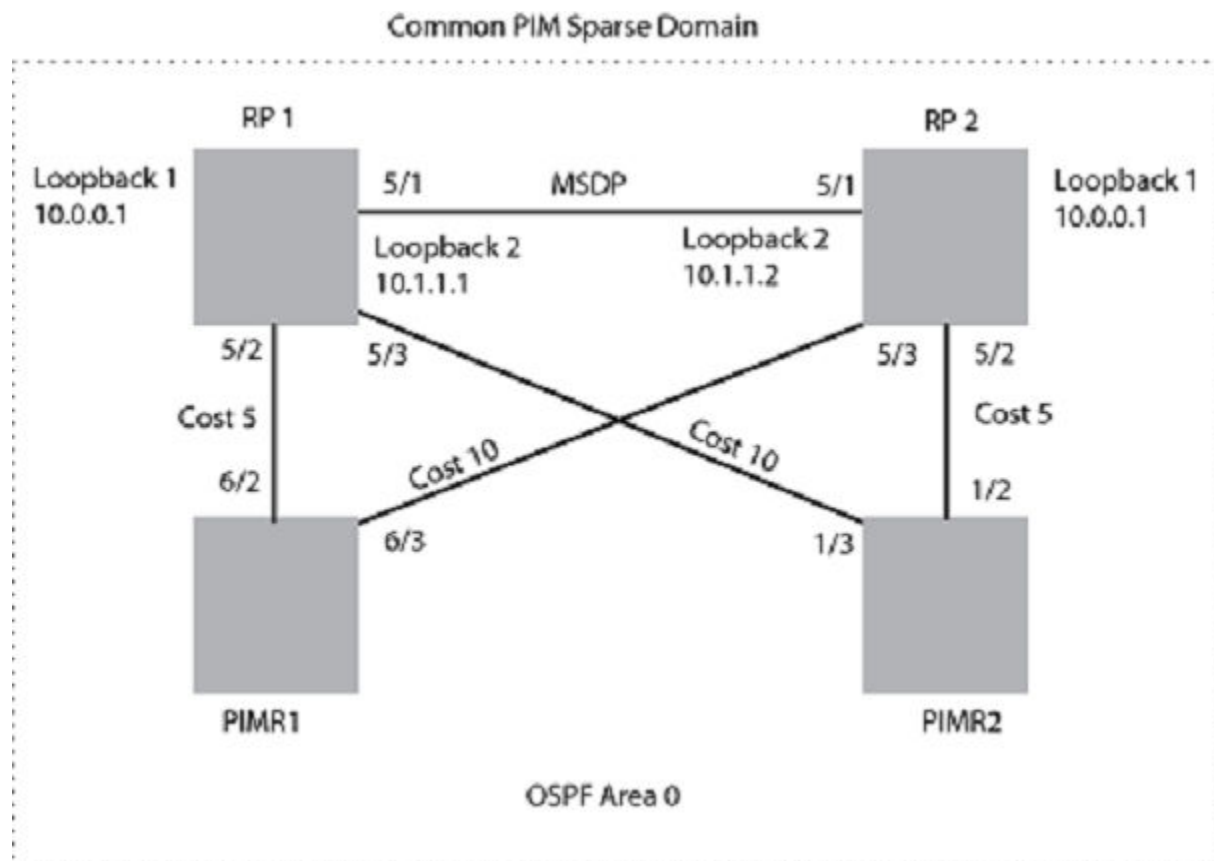 Common PIM Sparse Domain
RP 1
RP 2
Loopback 1
10.0.0.1
5/1
MSDP
5/1
Loopback 1
10.0.0.1
Loopback 2
10.1.1.1
Loopback 2
10.1.1.2
5/2
5/3
5/3
5/2
Cost 5
Cost 10
Cost 10
Cost 5
6/2
6/3
1/3
1/2
PIMR1
PIMR2
OSPF Area 0